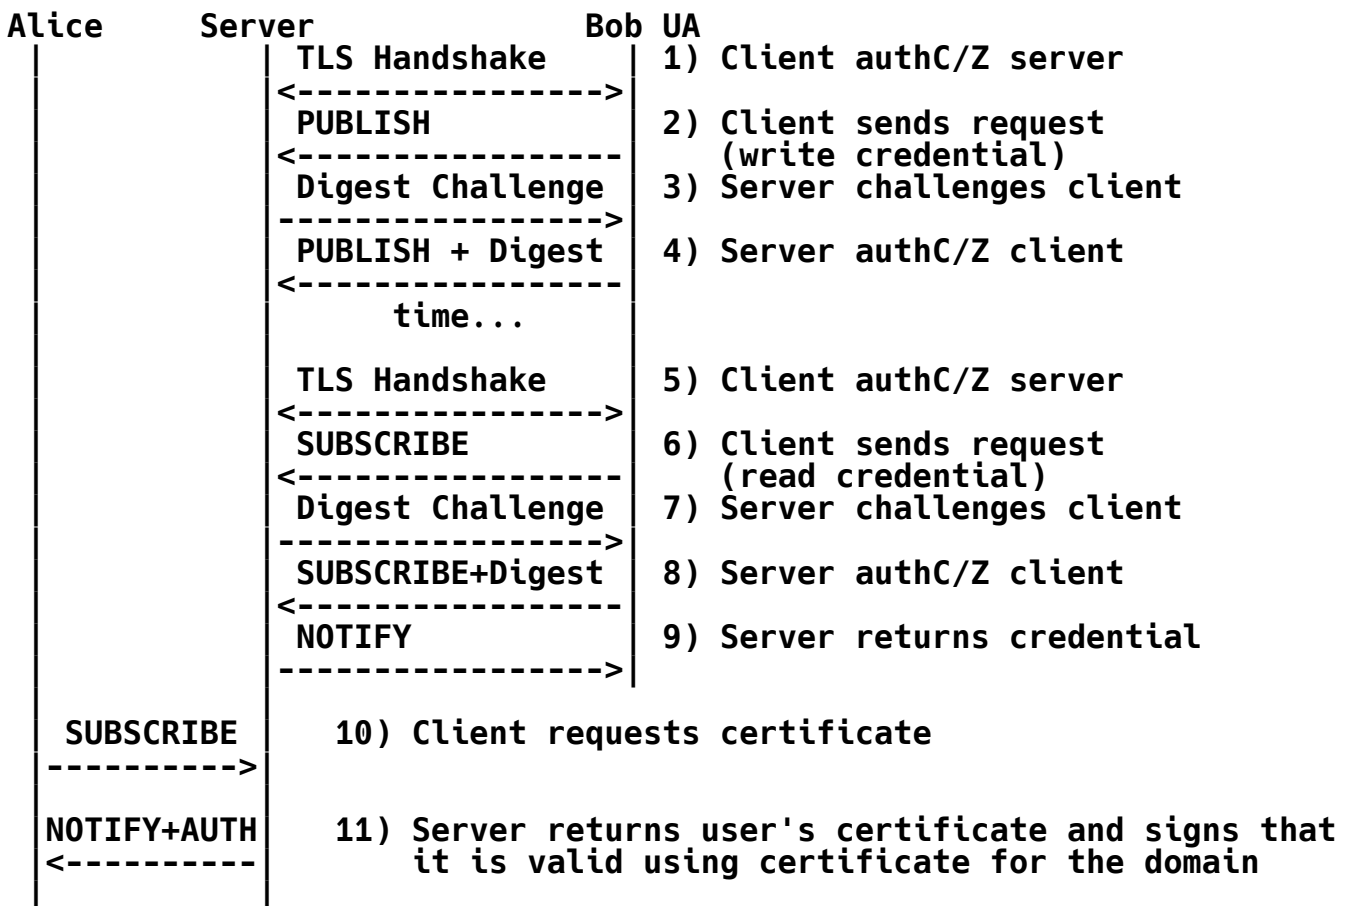 Alice     Server              Bob UA
TLS Handshake     1) Client authC/Z server
<---------------->
PUBLISH     2) Client sends request
<-----------------     (write credential)
Digest Challenge     3) Server challenges client
----------------->
PUBLISH + Digest     4) Server authC/Z client
<-----------------
time...
TLS Handshake     5) Client authC/Z server
<---------------->
SUBSCRIBE     6) Client sends request
<-----------------     (read credential)
Digest Challenge     7) Server challenges client
----------------->
SUBSCRIBE+Digest     8) Server authC/Z client
<-----------------
NOTIFY     9) Server returns credential
----------------->
SUBSCRIBE     10) Client requests certificate
---------->
NOTIFY+AUTH     11) Server returns user's certificate and signs that
<-----------     it is valid using certificate for the domain